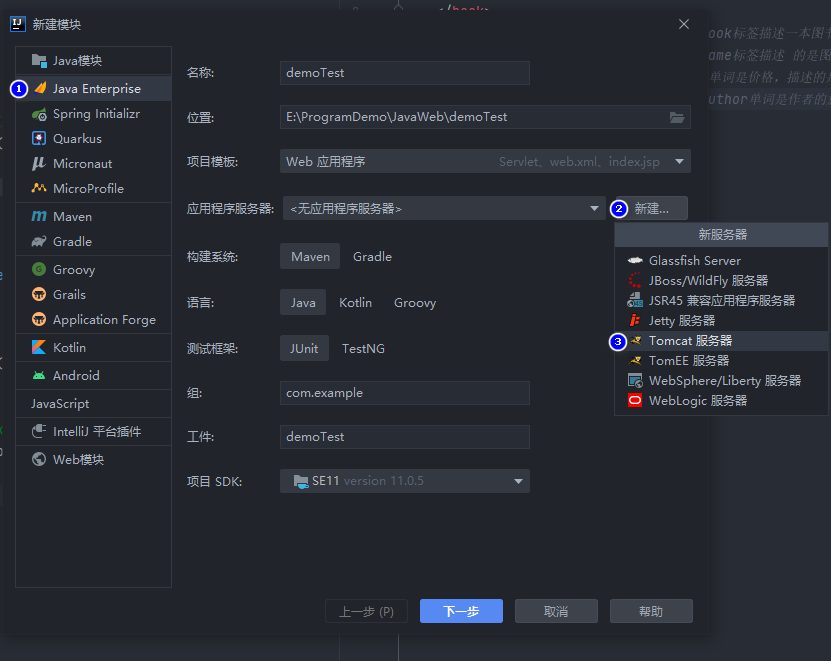 新建模块
ook标签描述一本图书
ame标签描述 的是图
单词是价格，描述的是
uthor单词是作者的意
Java模块
1 Java Enterprise
Spring Initializr
Quarkus
Micronaut
MicroProfile
Maven
Gradle
Groovy
Grails
Application Forge
Kotlin
Android
JavaScript
IntelliJ 平台插件
Web模块
名称: demoTest
位置: E:\ProgramDemo\JavaWeb\demoTest
项目模板: Web 应用程序 Servlet、web.xml、index.jsp
应用程序服务器: <无应用程序服务器> 2 新建...
构建系统: Maven Gradle
语言: Java Kotlin Groovy
测试框架: JUnit TestNG
组: com.example
工件: demoTest
项目 SDK: SE11 version 11.0.5
新服务器
Glassfish Server
JBoss/WildFly 服务器
JSR45 兼容应用程序服务器
Jetty 服务器
3 Tomcat 服务器
TomEE 服务器
WebSphere/Liberty 服务器
WebLogic 服务器
上一步 (P) 下一步 取消 帮助